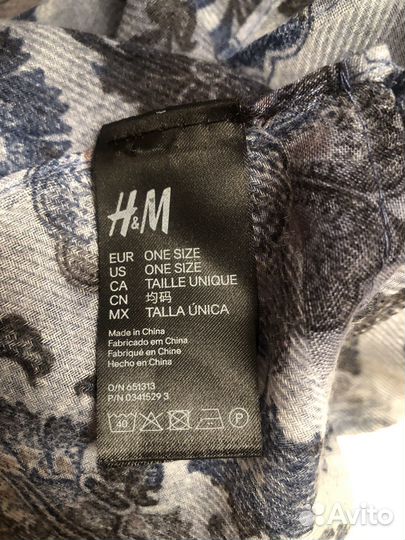 H&M
EUR ONE SIZE
US ONE SIZE
CA TAILLE UNIQUE
CN 均码
MX TALLA ÚNICA
Made in China
Fabricado em China
Fabriqué en Chine
Hecho en China
O/N 651313
P/N 0341529 3
40 P
Avito